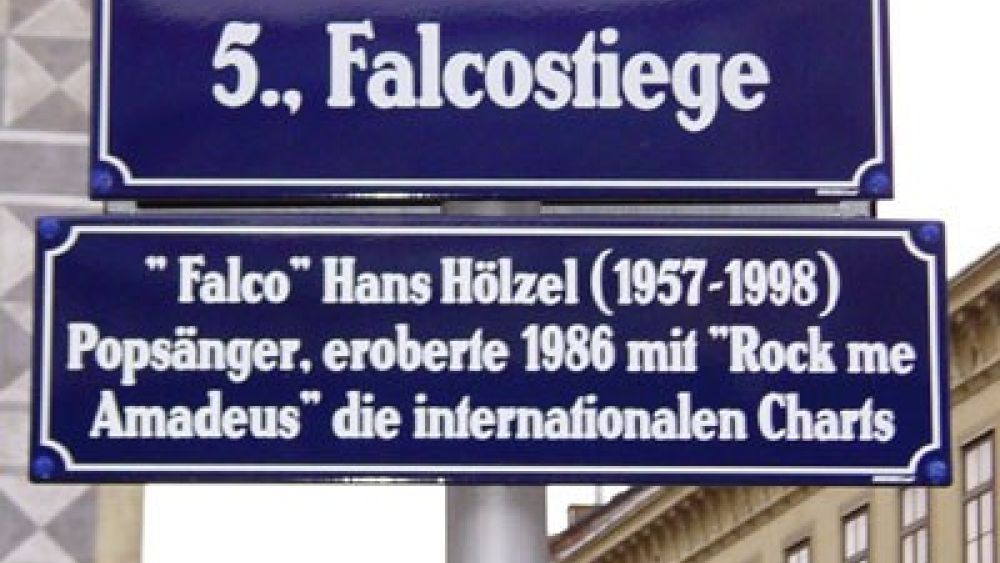 5., Falcostiege
" Falco" Hans Hölzel (1957-1998)
Popsänger, eroberte 1986 mit "Rock me
Amadeus" die internationalen Charts